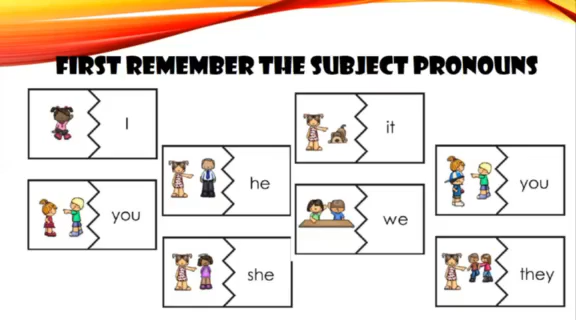 FIRST REMEMBER THE SUBJECT PRONOUNS
I
you
he
she
it
we
you
they